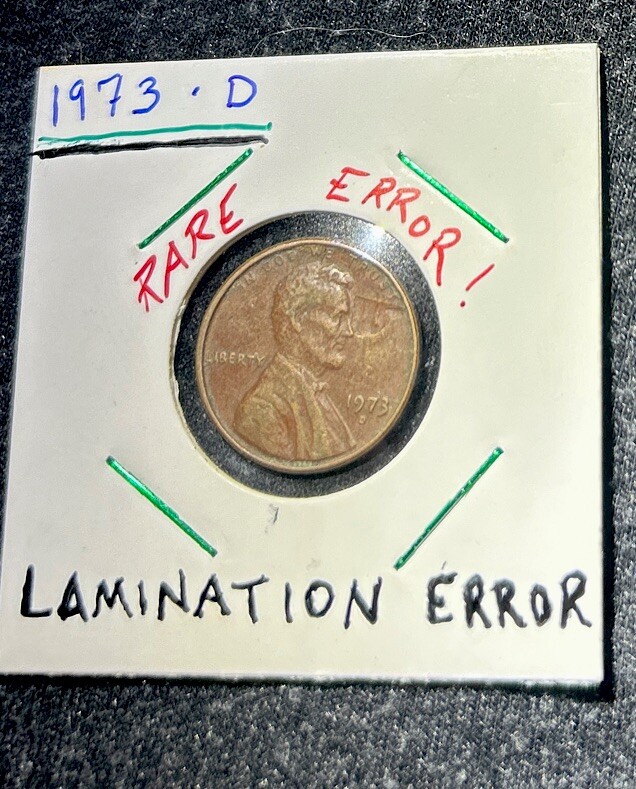 1973 · D
RARE ERROR!
LIBERTY
1973
D
LAMINATION ERROR